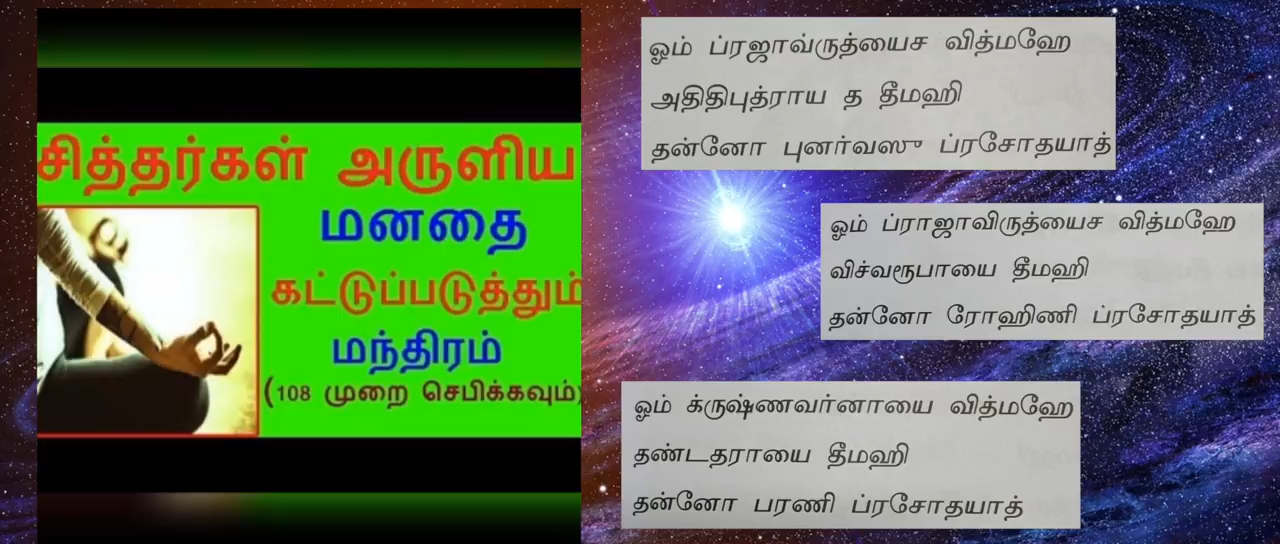 சித்தர்கள் அருளிய
மனதை
கட்டுப்படுத்தும்
மந்திரம்
(108 முறை செபிக்கவும்)
ஓம் ப்ரஜாவ்ருத்யைச வித்மஹே
அதிதிபுத்ராய த தீமஹி
தன்னோ புனர்வஸு ப்ரசோதயாத்
ஓம் ப்ராஜாவிருத்யைச வித்மஹே
விச்வரூபாயை தீமஹி
தன்னோ ரோஹிணி ப்ரசோதயாத்
ஓம் க்ருஷ்ணவர்னாயை வித்மஹே
தண்டதராயை தீமஹி
தன்னோ பரணி ப்ரசோதயாத்